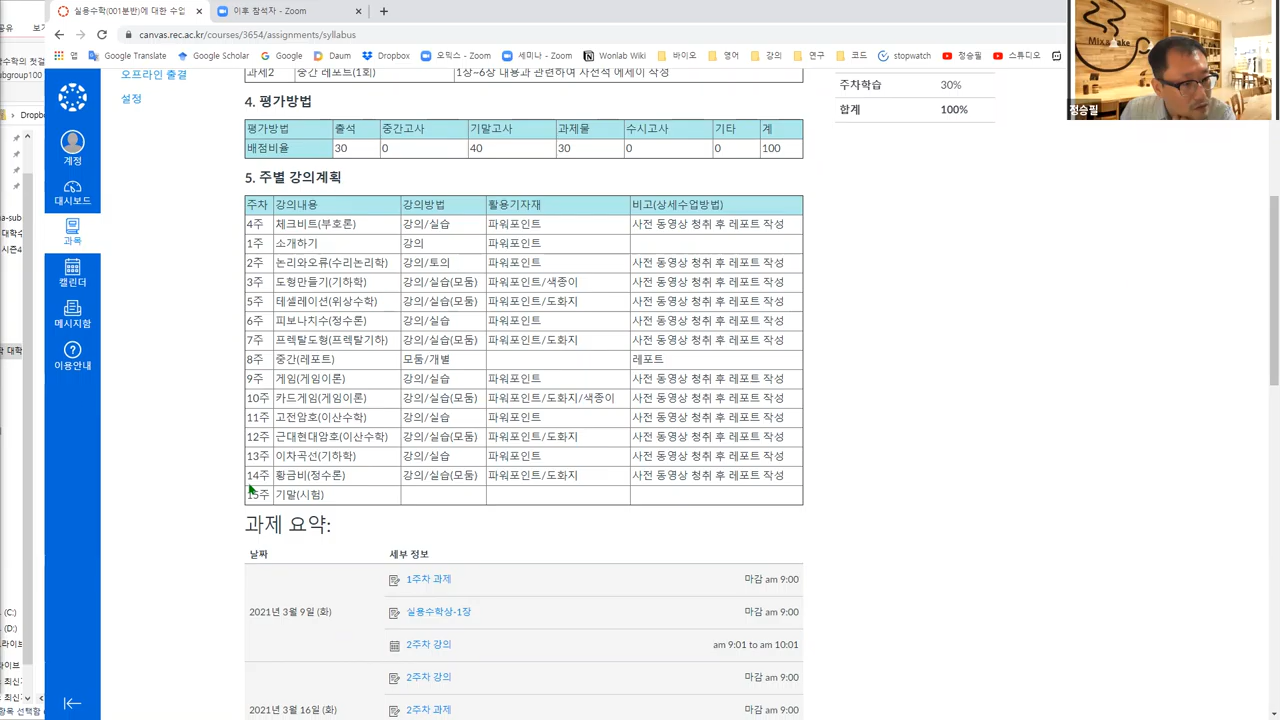 실용수학(001분반)에 대한 수업
이후 참석자 - Zoom
canvas.rec.ac.kr/courses/3654/assignments/syllabus
앱 Google Translate Google Scholar Google Daum Dropbox 오픽스 - Zoom 세미나 - Zoom Wonlab Wiki 바이오 영어 강의 연구 코드 stopwatch 정승필 스튜디오
오프라인 출결
설정
계정
대시보드
과목
캘린더
메시지함
이용안내
과제2 중간 레포트(1회) 1장~6장 내용과 관련하여 자전적 에세이 작성
4. 평가방법
평가방법 출석 중간고사 기말고사 과제물 수시고사 기타 계
배점비율 30 0 40 30 0 0 100
5. 주별 강의계획
주차 강의내용 강의방법 활용기자재 비고(상세수업방법)
4주 체크비트(부호론) 강의/실습 파워포인트 사전 동영상 청취 후 레포트 작성
1주 소개하기 강의 파워포인트
2주 논리와오류(수리논리학) 강의/토의 파워포인트 사전 동영상 청취 후 레포트 작성
3주 도형만들기(기하학) 강의/실습(모둠) 파워포인트/색종이 사전 동영상 청취 후 레포트 작성
5주 테셀레이션(위상수학) 강의/실습(모둠) 파워포인트/도화지 사전 동영상 청취 후 레포트 작성
6주 피보나치수(정수론) 강의/실습 파워포인트 사전 동영상 청취 후 레포트 작성
7주 프렉탈도형(프렉탈기하) 강의/실습(모둠) 파워포인트/도화지 사전 동영상 청취 후 레포트 작성
8주 중간(레포트) 모둠/개별 레포트
9주 게임(게임이론) 강의/실습 파워포인트 사전 동영상 청취 후 레포트 작성
10주 카드게임(게임이론) 강의/실습(모둠) 파워포인트/도화지/색종이 사전 동영상 청취 후 레포트 작성
11주 고전암호(이산수학) 강의/실습 파워포인트 사전 동영상 청취 후 레포트 작성
12주 근대현대암호(이산수학) 강의/실습(모둠) 파워포인트/도화지 사전 동영상 청취 후 레포트 작성
13주 이차곡선(기하학) 강의/실습 파워포인트 사전 동영상 청취 후 레포트 작성
14주 황금비(정수론) 강의/실습(모둠) 파워포인트/도화지 사전 동영상 청취 후 레포트 작성
15주 기말(시험)
과제 요약:
날짜 세부 정보
1주차 과제 마감 am 9:00
2021년 3월 9일 (화) 실용수학상-1장 마감 am 9:00
2주차 강의 am 9:01 to am 10:01
2주차 강의 마감 am 9:00
2021년 3월 16일 (화) 2주차 과제 마감 am 9:00
주차학습 30%
합계 100%
정승필